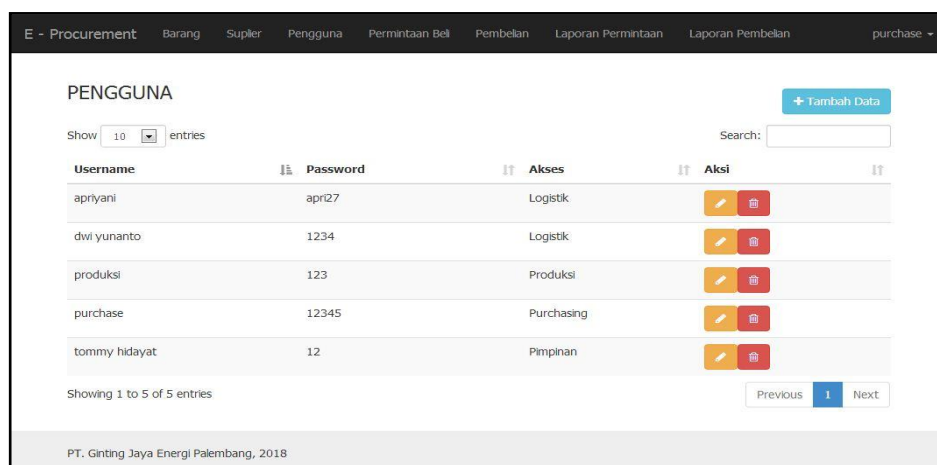 E - Procurement Barang Suplier Pengguna Permintaan Beli Pembelian Laporan Permintaan Laporan Pembelian purchase
PENGGUNA
+ Tambah Data
Show 10 entries Search:
Username Password Akses Aksi
apriyani apri27 Logistik
dwi yunanto 1234 Logistik
produksi 123 Produksi
purchase 12345 Purchasing
tommy hidayat 12 Pimpinan
Showing 1 to 5 of 5 entries Previous 1 Next
PT. Ginting Jaya Energi Palembang, 2018